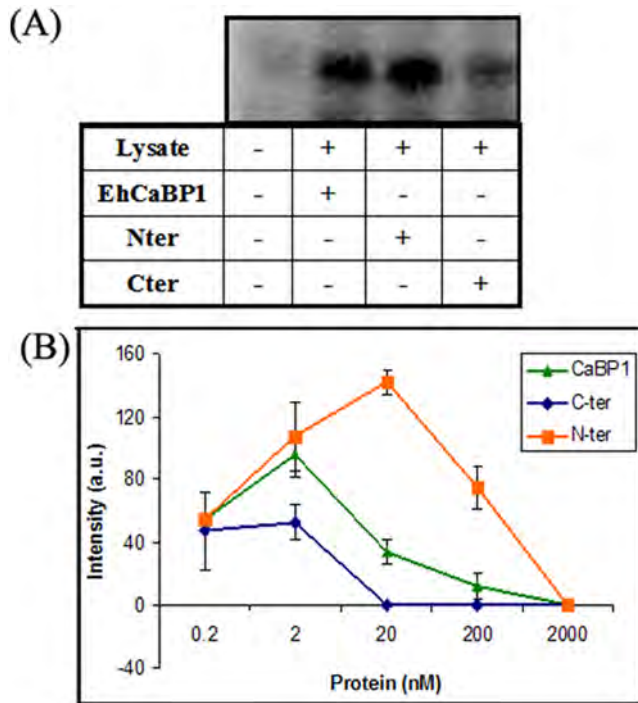 (A)
Lysate - + + +
EhCaBP1 - + - -
Nter - - + -
Cter - - - +
(B)
160
120
80
40
0
-40
Intensity (a.u.)
CaBP1
C-ter
N-ter
0.2 2 20 200 2000
Protein (nM)